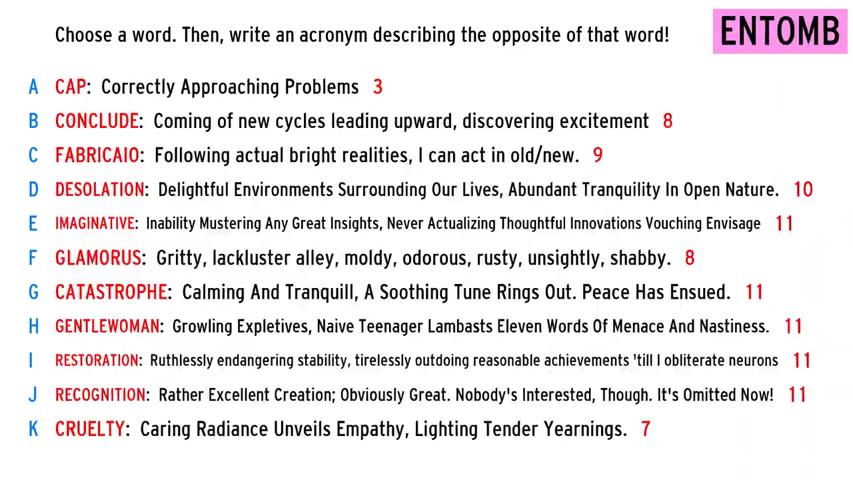 Choose a word. Then, write an acronym describing the opposite of that word!
ENTOMB
A CAP: Correctly Approaching Problems 3
B CONCLUDE: Coming of new cycles leading upward, discovering excitement 8
C FABRICAIO: Following actual bright realities, I can act in old/new. 9
D DESOLATION: Delightful Environments Surrounding Our Lives, Abundant Tranquility In Open Nature. 10
E IMAGINATIVE: Inability Mustering Any Great Insights, Never Actualizing Thoughtful Innovations Vouching Envisage 11
F GLAMORUS: Gritty, lackluster alley, moldy, odorous, rusty, unsightly, shabby. 8
G CATASTROPHE: Calming And Tranquill, A Soothing Tune Rings Out. Peace Has Ensued. 11
H GENTLEWOMAN: Growling Expletives, Naive Teenager Lambasts Eleven Words Of Menace And Nastiness. 11
I RESTORATION: Ruthlessly endangering stability, tirelessly outdoing reasonable achievements 'till I obliterate neurons 11
J RECOGNITION: Rather Excellent Creation; Obviously Great. Nobody's Interested, Though. It's Omitted Now! 11
K CRUELTY: Caring Radiance Unveils Empathy, Lighting Tender Yearnings. 7